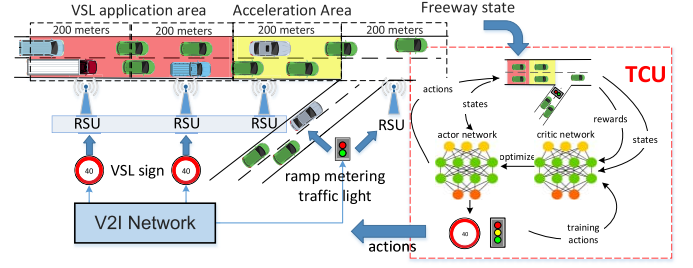 VSL application area
Acceleration Area
Freeway state
200 meters
200 meters
200 meters
200 meters
TCU
actions
states
rewards
states
actor network
critic network
optimize
RSU
RSU
RSU
RSU
40
VSL sign
40
ramp metering
traffic light
V2I Network
actions
40
training
actions